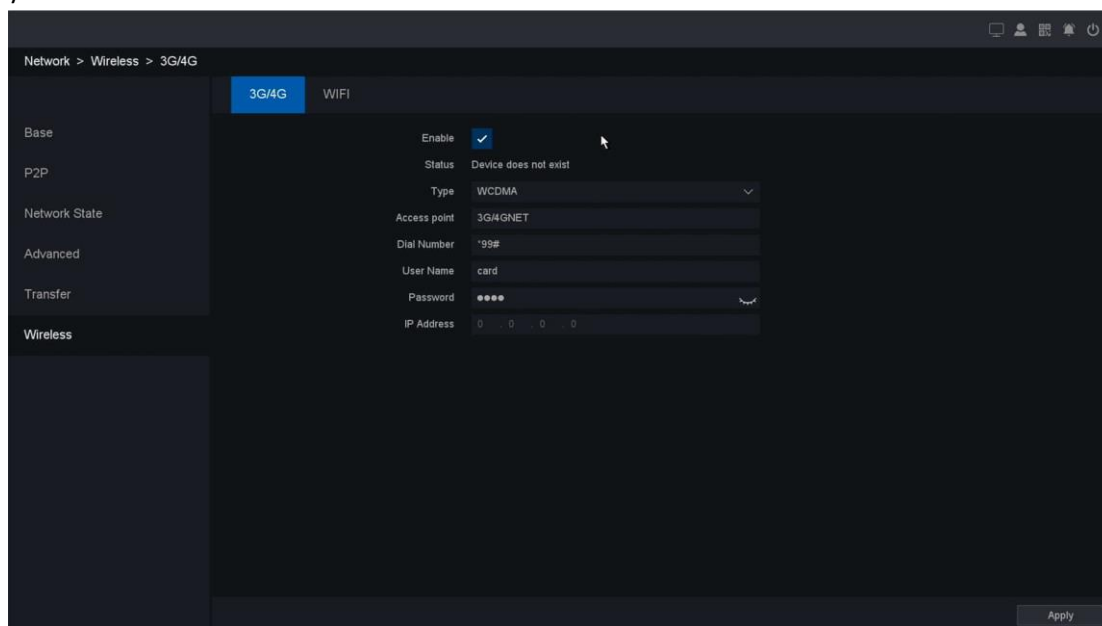 Network > Wireless > 3G/4G
3G/4G WIFI
Base
P2P
Network State
Advanced
Transfer
Wireless
Enable
Status Device does not exist
Type WCDMA
Access point 3G/4GNET
Dial Number *99#
User Name card
Password ●●●●
IP Address 0 . 0 . 0 . 0
Apply